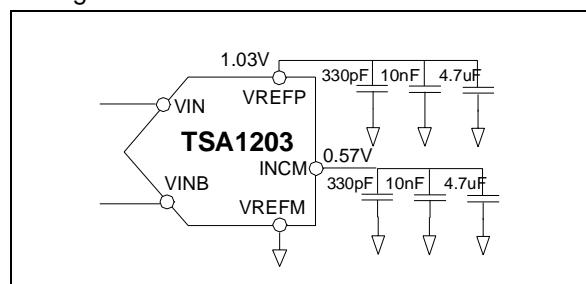 1.03V
330pF 10nF 4.7uF
VIN
VREFP
TSA1203
0.57V
INCM
330pF 10nF 4.7uF
VINB
VREFM